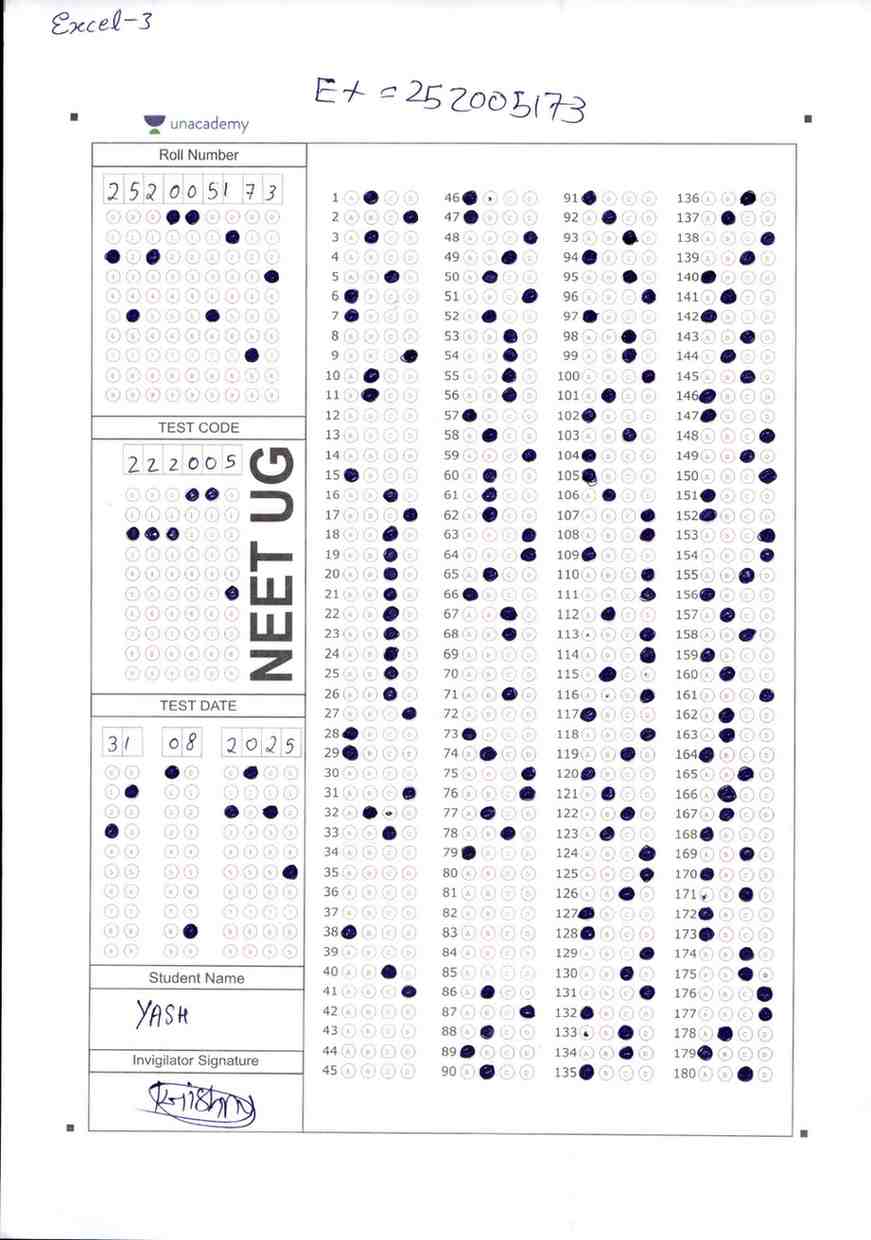 Excel-3
Ex = 252005173
unacademy
Roll Number
2 5 2 0 0 5 1 7 3
TEST CODE
2 2 2 0 0 5
NEET UG
TEST DATE
31 08 2025
Student Name
YASH
Invigilator Signature
1 46 91 136
2 47 92 137
3 48 93 138
4 49 94 139
5 50 95 140
6 51 96 141
7 52 97 142
8 53 98 143
9 54 99 144
10 55 100 145
11 56 101 146
12 57 102 147
13 58 103 148
14 59 104 149
15 60 105 150
16 61 106 151
17 62 107 152
18 63 108 153
19 64 109 154
20 65 110 155
21 66 111 156
22 67 112 157
23 68 113 158
24 69 114 159
25 70 115 160
26 71 116 161
27 72 117 162
28 73 118 163
29 74 119 164
30 75 120 165
31 76 121 166
32 77 122 167
33 78 123 168
34 79 124 169
35 80 125 170
36 81 126 171
37 82 127 172
38 83 128 173
39 84 129 174
40 85 130 175
41 86 131 176
42 87 132 177
43 88 133 178
44 89 134 179
45 90 135 180